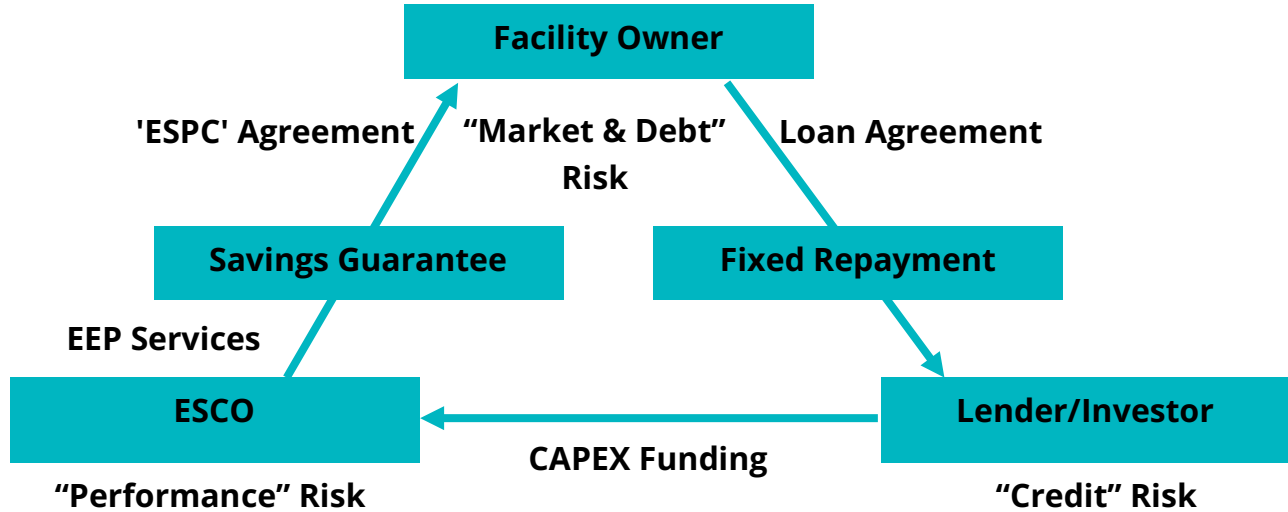 Facility Owner
'ESPC' Agreement
“Market & Debt”
Risk
Loan Agreement
Savings Guarantee
Fixed Repayment
EEP Services
ESCO
Lender/Investor
CAPEX Funding
“Performance” Risk
“Credit” Risk